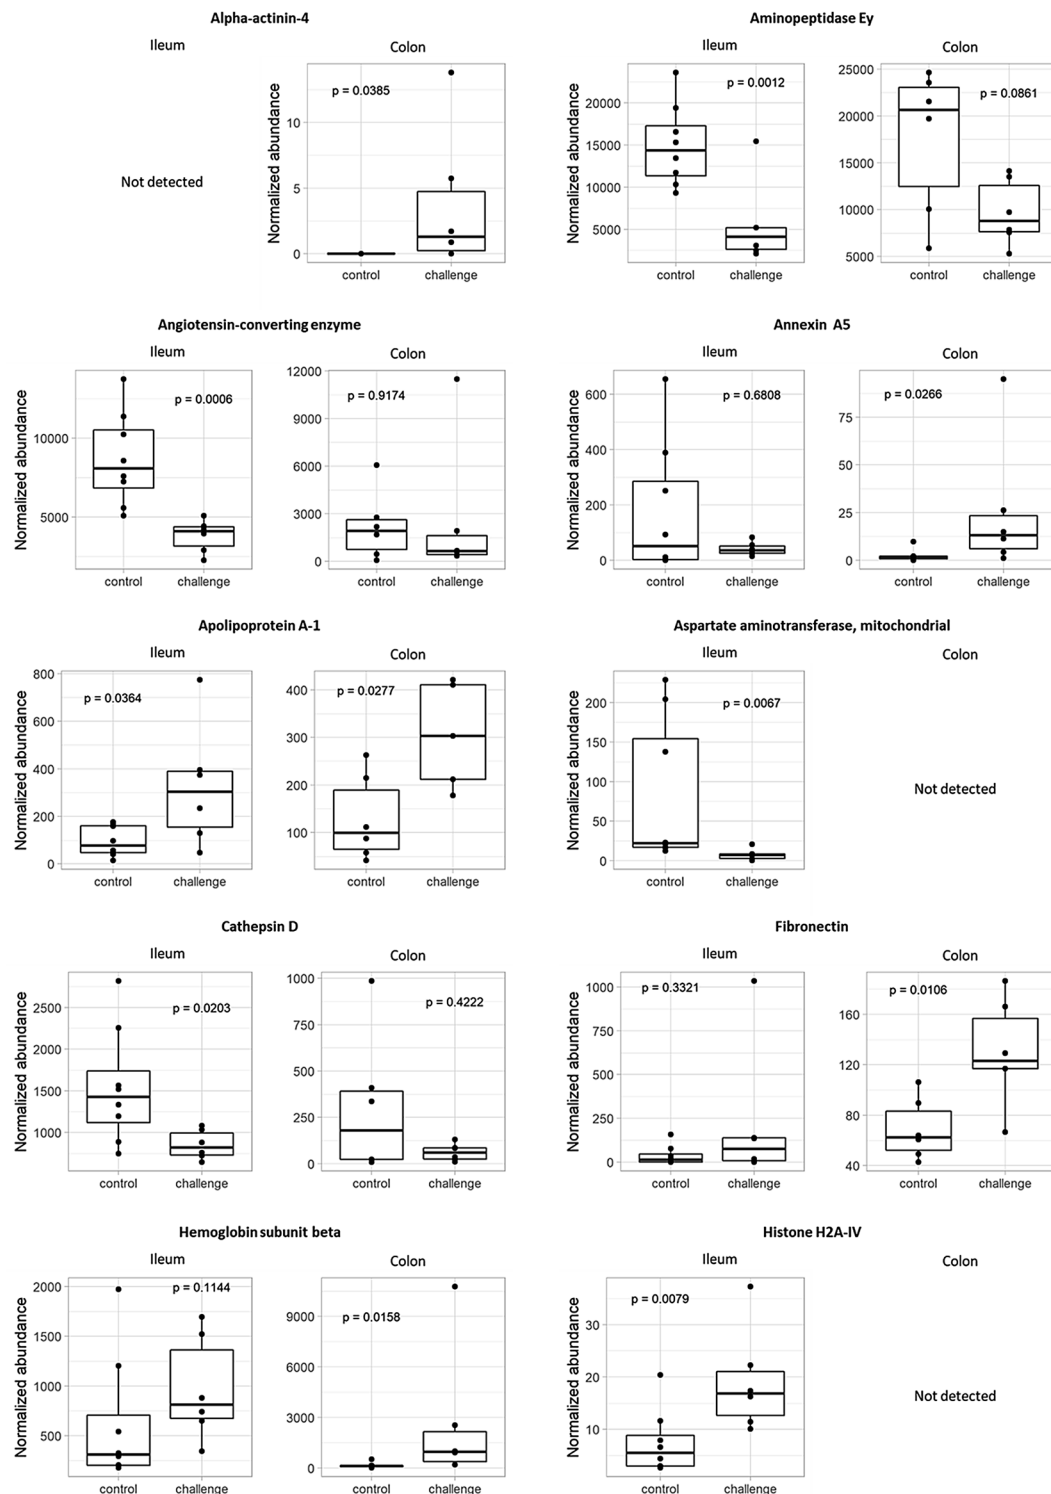 Alpha-actinin-4
Ileum
Colon
Normalized abundance
p = 0.0385
10
5
0
control challenge
Not detected
Aminopeptidase Ey
Ileum
Colon
Normalized abundance
p = 0.0012
20000
15000
10000
5000
control challenge
p = 0.0861
25000
20000
15000
10000
5000
control challenge
Angiotensin-converting enzyme
Ileum
Colon
Normalized abundance
p = 0.0006
10000
5000
control challenge
p = 0.9174
12000
9000
6000
3000
0
control challenge
Annexin A5
Ileum
Colon
Normalized abundance
p = 0.6808
600
400
200
0
control challenge
p = 0.0266
75
50
25
0
control challenge
Apolipoprotein A-1
Ileum
Colon
Normalized abundance
p = 0.0364
800
600
400
200
0
control challenge
p = 0.0277
400
300
200
100
control challenge
Aspartate aminotransferase, mitochondrial
Ileum
Colon
Normalized abundance
p = 0.0067
200
150
100
50
0
control challenge
Not detected
Cathepsin D
Ileum
Colon
Normalized abundance
p = 0.0203
2500
2000
1500
1000
control challenge
p = 0.4222
1000
750
500
250
0
control challenge
Fibronectin
Ileum
Colon
Normalized abundance
p = 0.3321
1000
750
500
250
0
control challenge
p = 0.0106
160
120
80
40
control challenge
Hemoglobin subunit beta
Ileum
Colon
Normalized abundance
p = 0.1144
2000
1500
1000
500
control challenge
p = 0.0158
9000
6000
3000
0
control challenge
Histone H2A-IV
Ileum
Colon
Normalized abundance
p = 0.0079
30
20
10
control challenge
Not detected